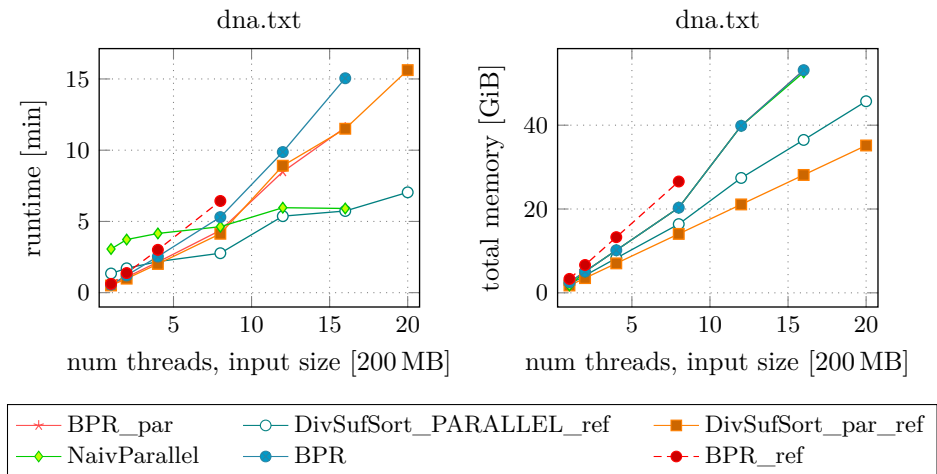 dna.txt
dna.txt
runtime [min]
15
10
5
0
5
10
15
20
num threads, input size [200 MB]
total memory [GiB]
40
20
0
5
10
15
20
num threads, input size [200 MB]
BPR_par
DivSufSort_PARALLEL_ref
DivSufSort_par_ref
NaivParallel
BPR
BPR_ref